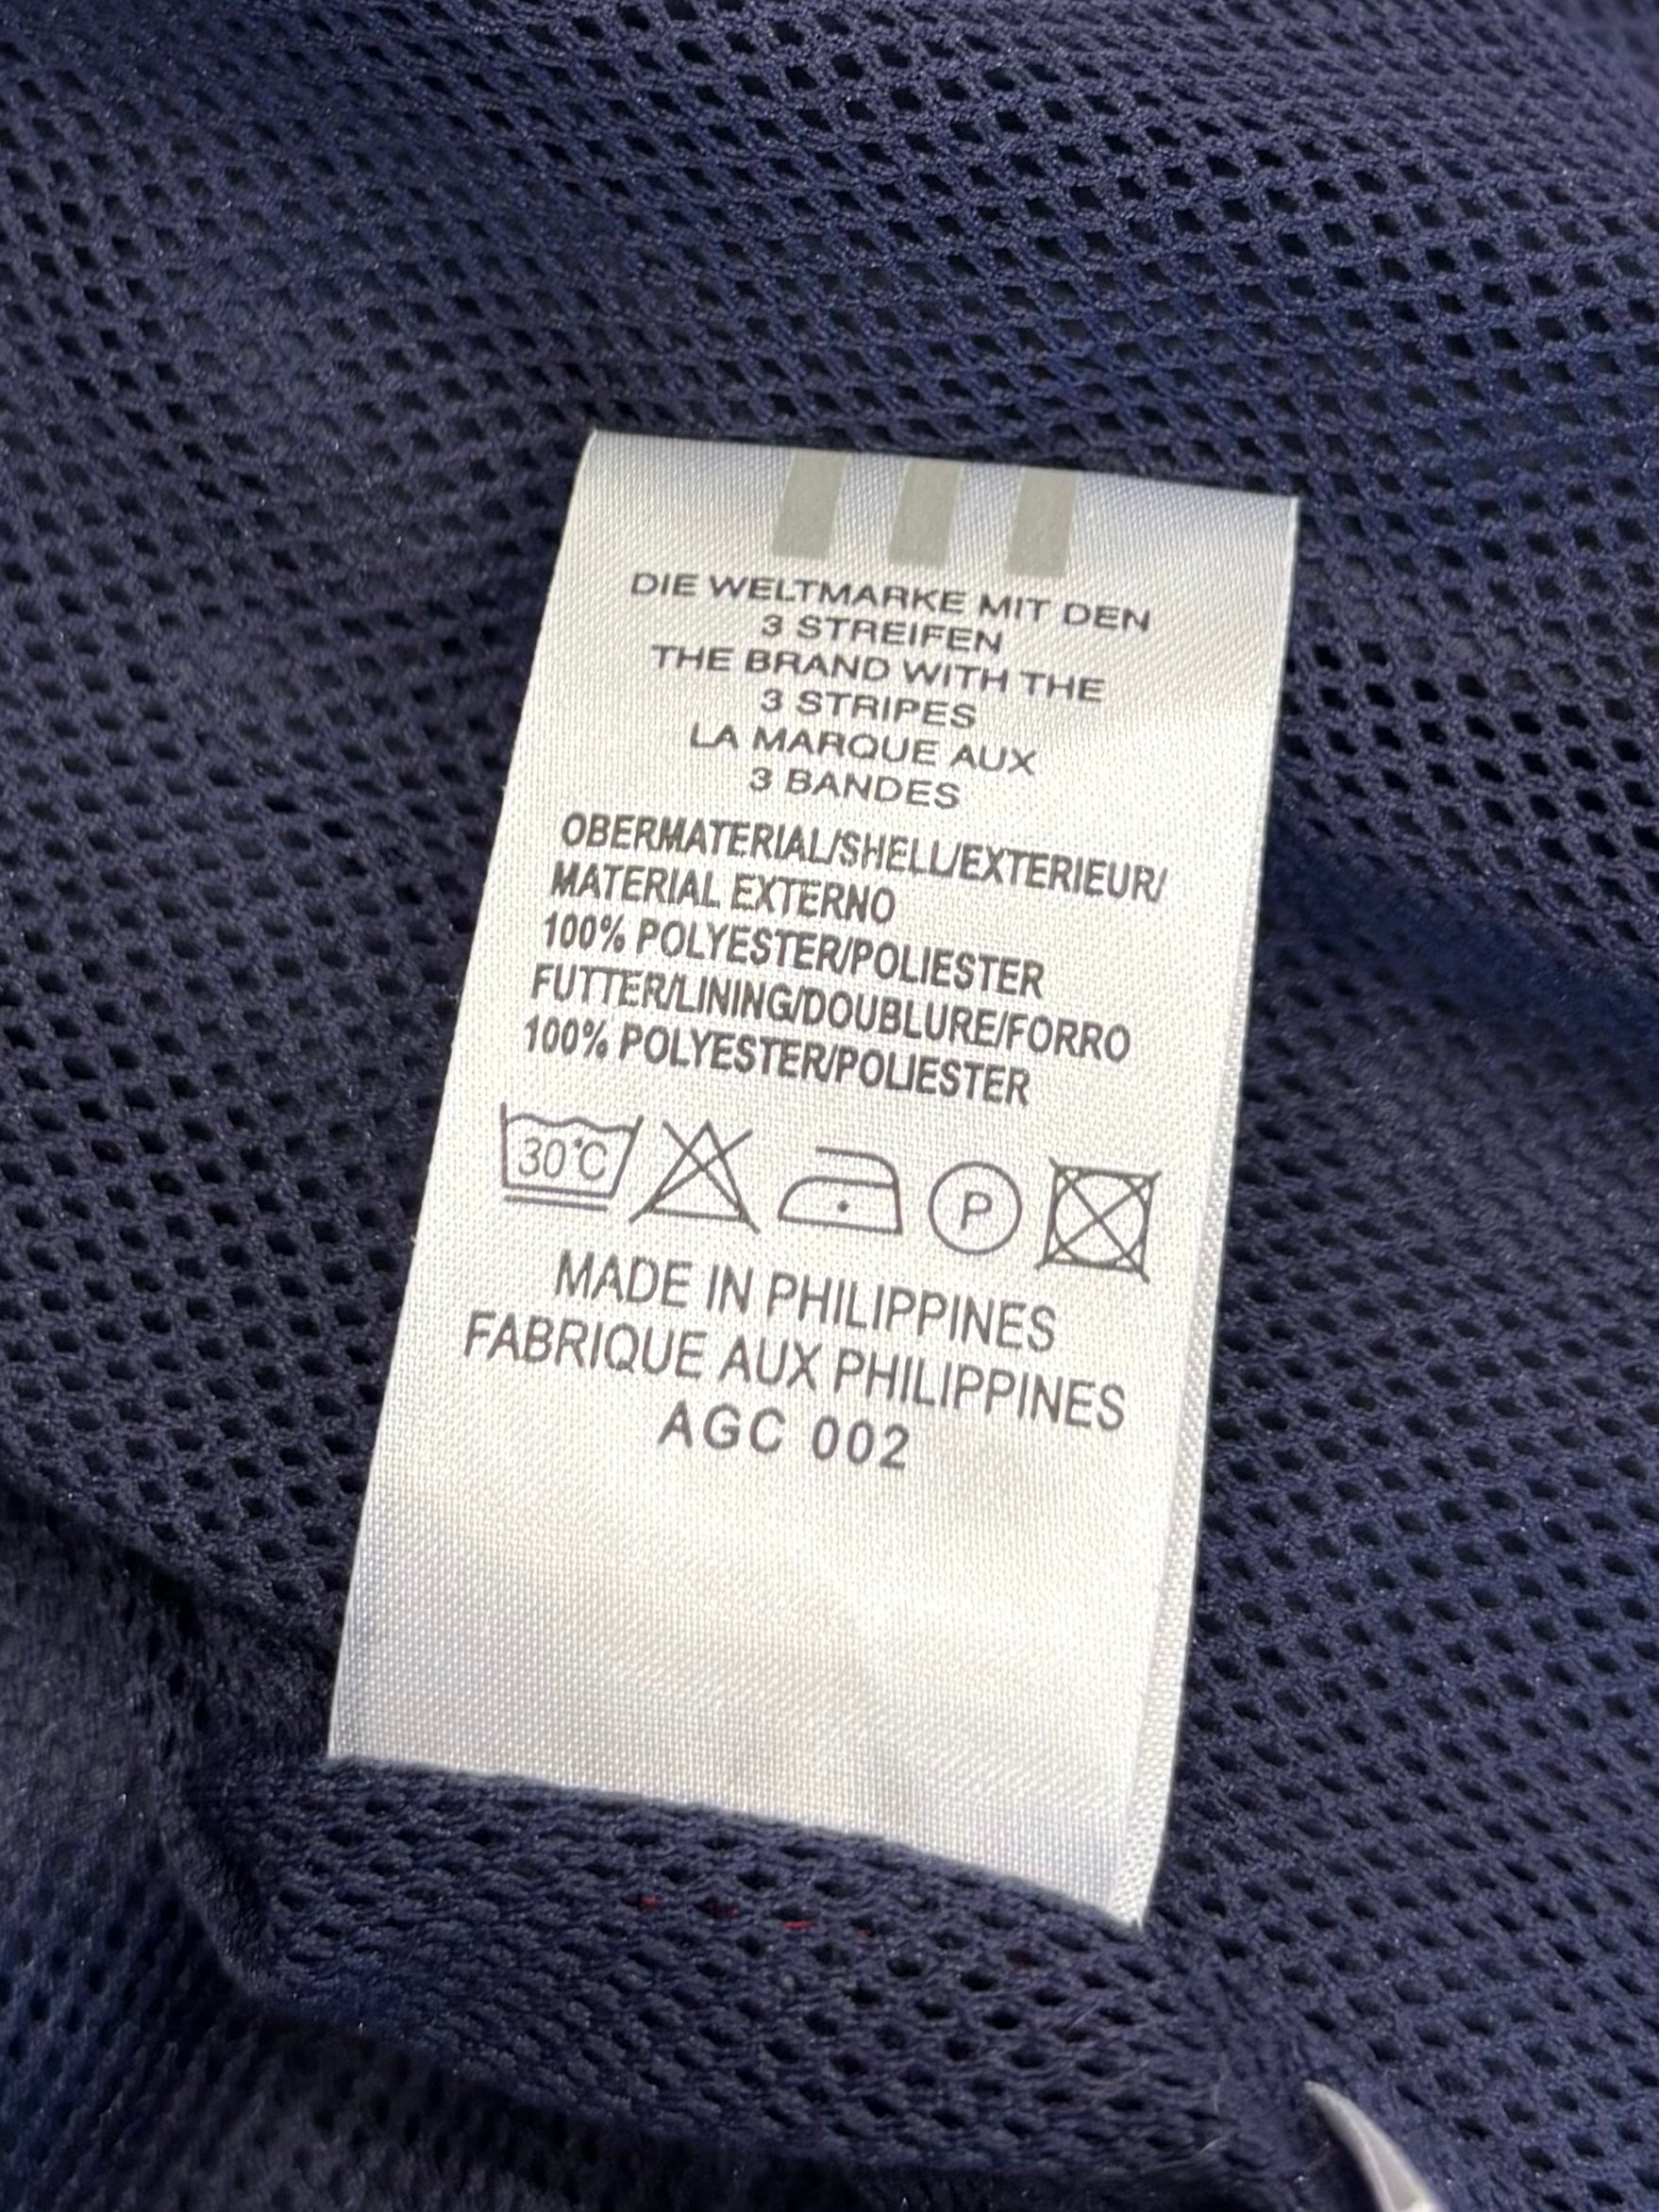 DIE WELTMARKE MIT DEN
3 STREIFEN
THE BRAND WITH THE
3 STRIPES
LA MARQUE AUX
3 BANDES
OBERMATERIAL/SHELL/EXTERIEUR/
MATERIAL EXTERNO
100% POLYESTER/POLIESTER
FUTTER/LINING/DOUBLURE/FORRO
100% POLYESTER/POLIESTER
30°C P
MADE IN PHILIPPINES
FABRIQUE AUX PHILIPPINES
AGC 002